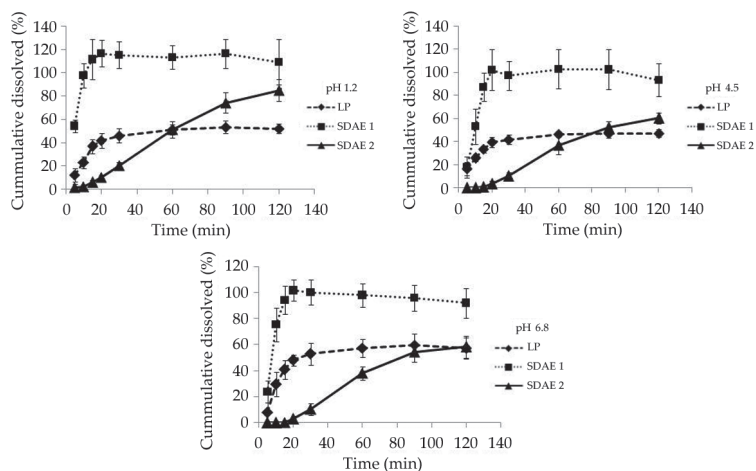 Cummulative dissolved (%)
140
120
100
80
60
40
20
0
0 20 40 60 80 100 120 140
Time (min)
pH 1.2
LP
SDAE 1
SDAE 2
Cummulative dissolved (%)
140
120
100
80
60
40
20
0
0 20 40 60 80 100 120 140
Time (min)
pH 4.5
LP
SDAE 1
SDAE 2
Cummulative dissolved (%)
120
100
80
60
40
20
0
0 20 40 60 80 100 120 140
Time (min)
pH 6.8
LP
SDAE 1
SDAE 2